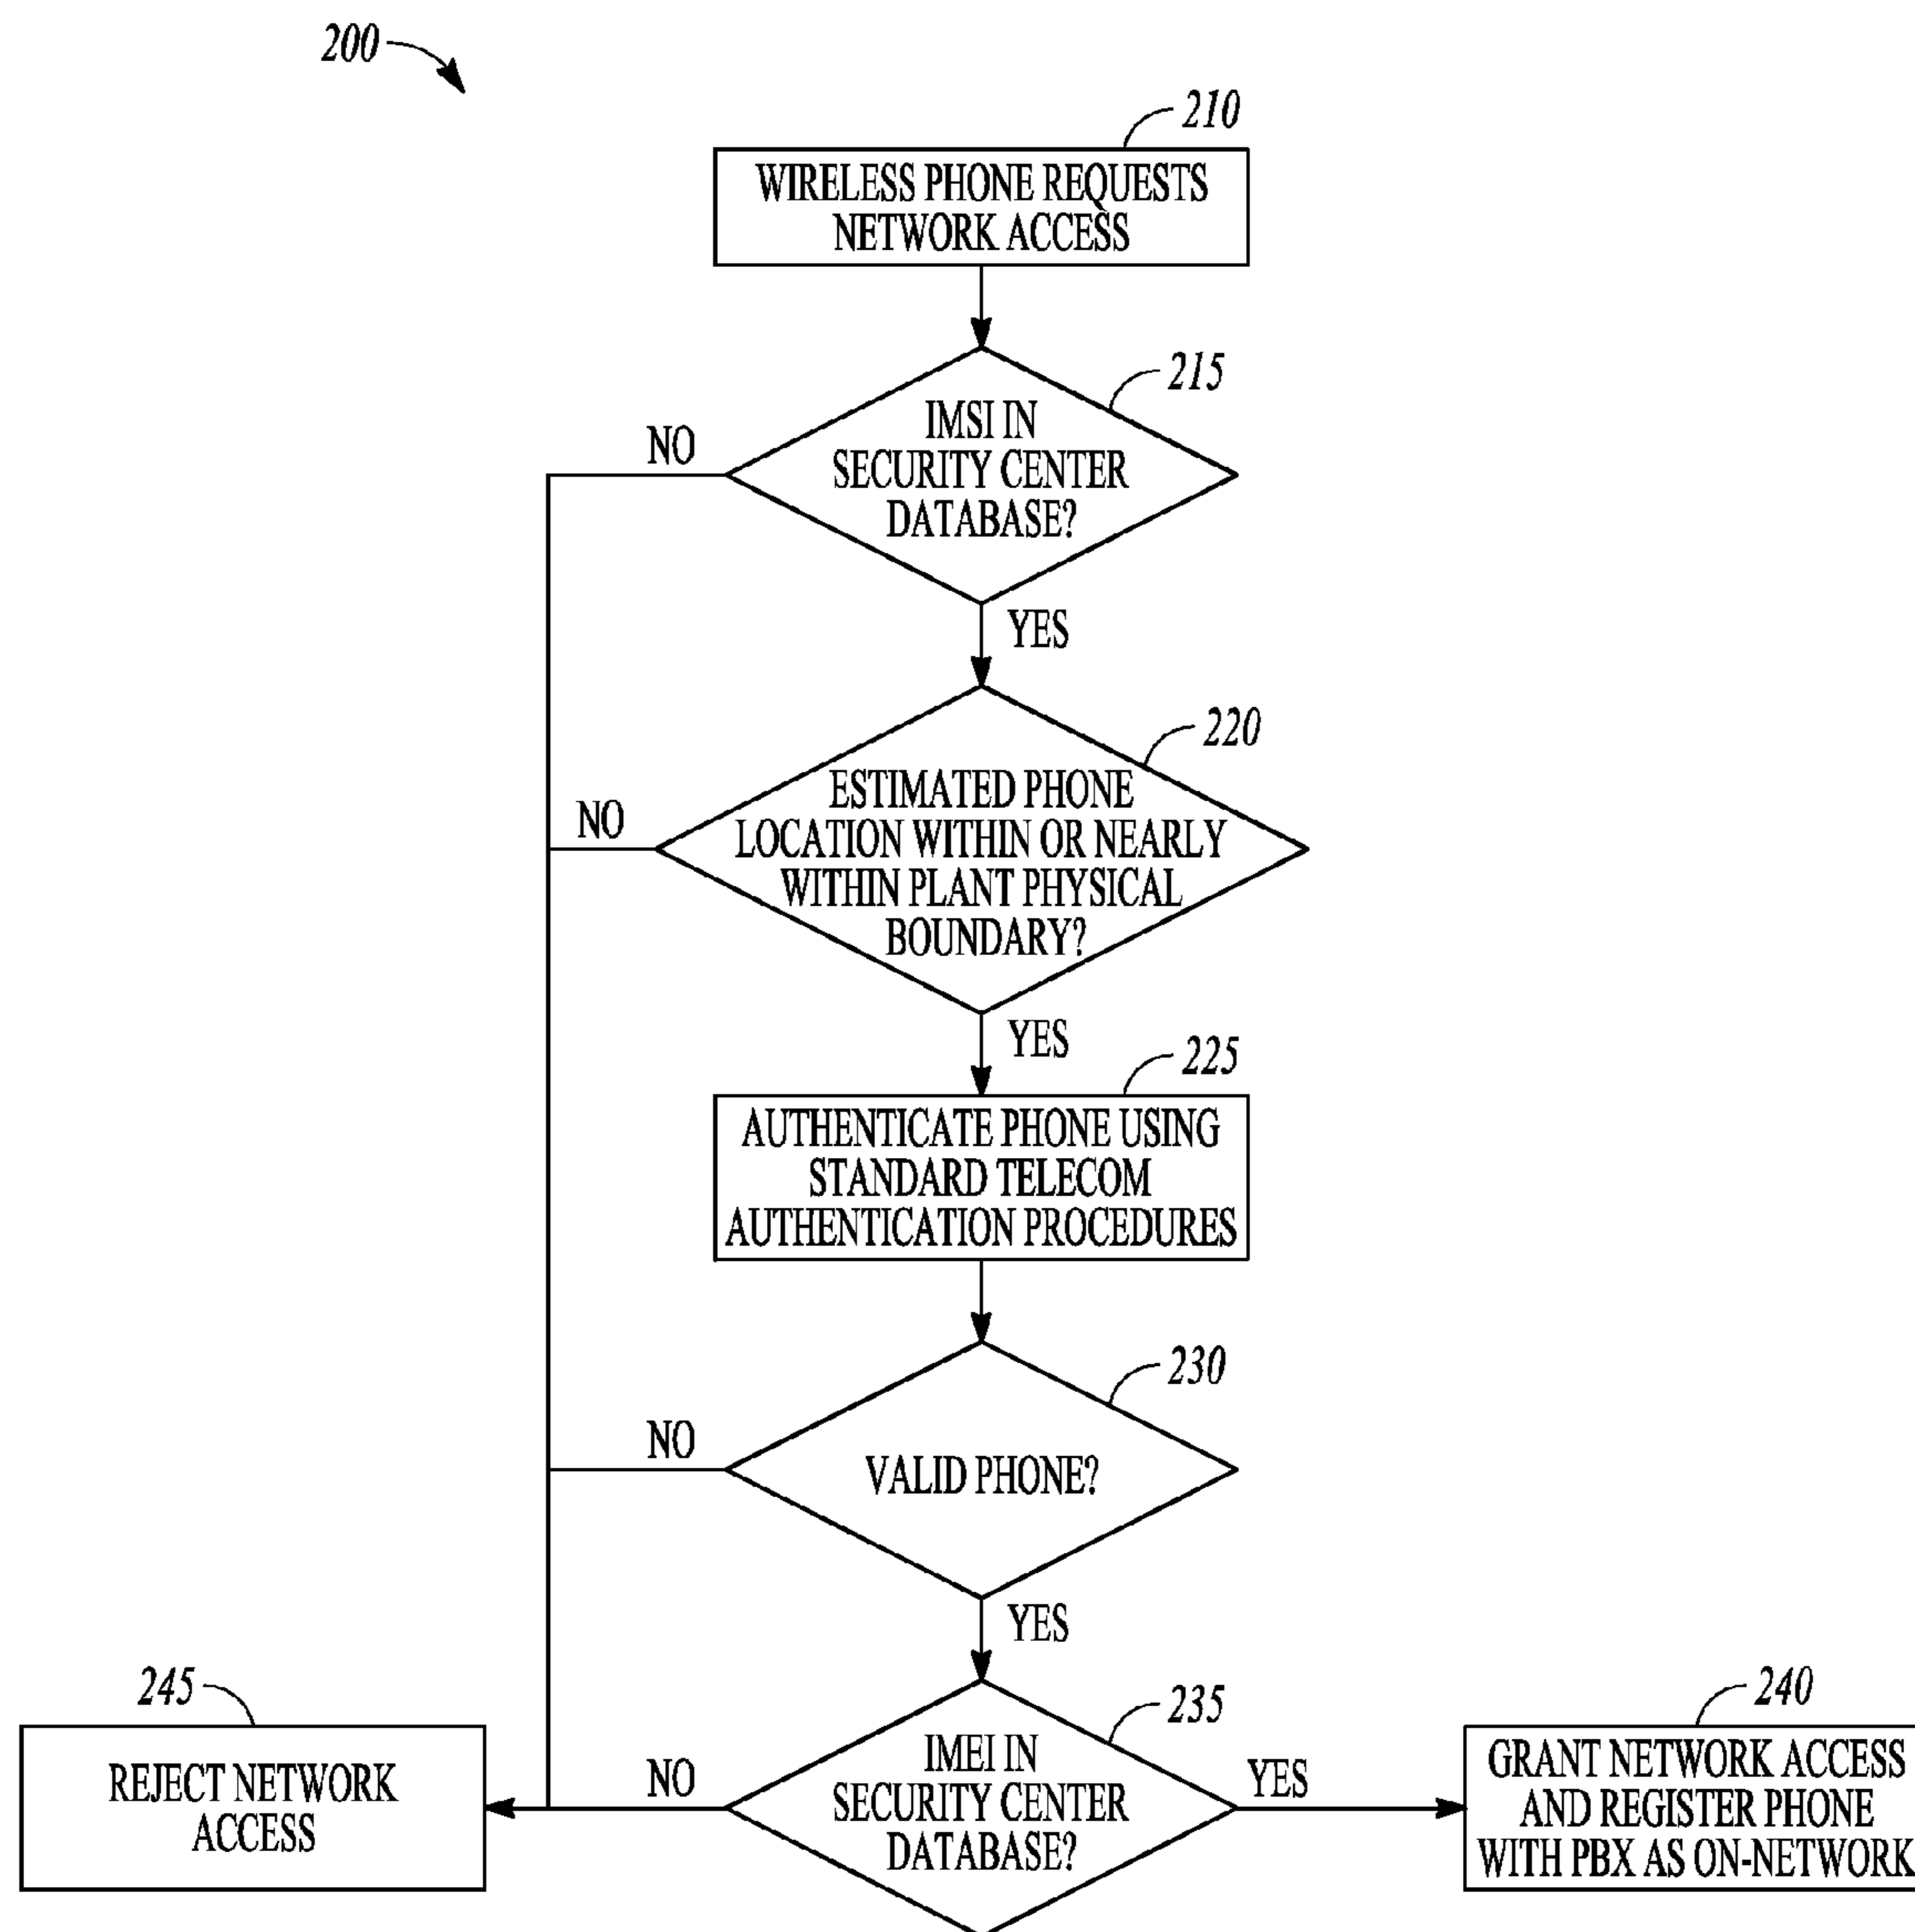 200
210
WIRELESS PHONE REQUESTS
NETWORK ACCESS
215
IMSI IN
SECURITY CENTER
DATABASE?
NO
YES
220
ESTIMATED PHONE
LOCATION WITHIN OR NEARLY
WITHIN PLANT PHYSICAL
BOUNDARY?
NO
YES
225
AUTHENTICATE PHONE USING
STANDARD TELECOM
AUTHENTICATION PROCEDURES
230
VALID PHONE?
NO
YES
235
IMEI IN
SECURITY CENTER
DATABASE?
NO
YES
245
REJECT NETWORK
ACCESS
240
GRANT NETWORK ACCESS
AND REGISTER PHONE
WITH PBX AS ON-NETWORK